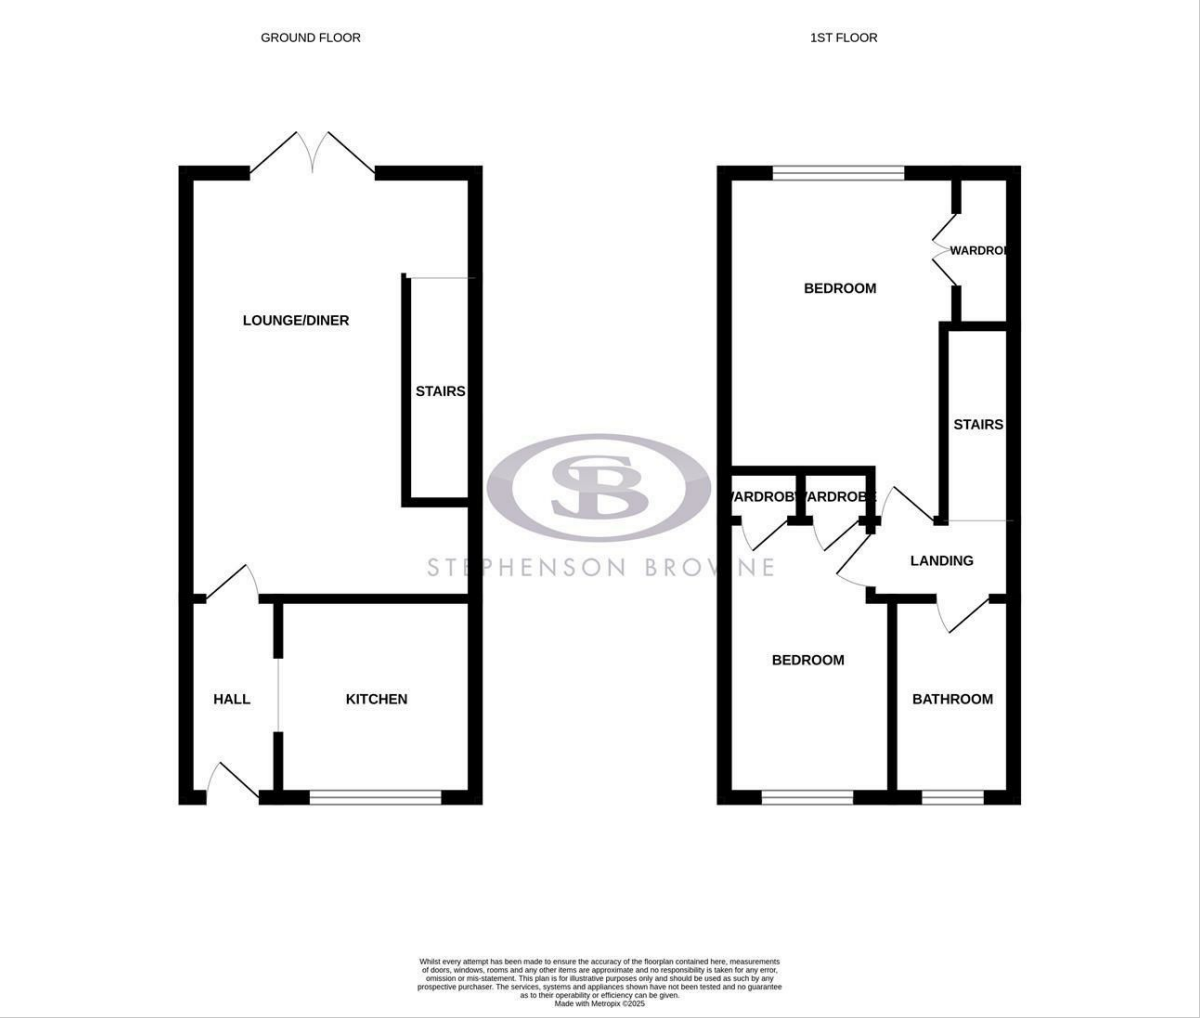 GROUND FLOOR
1ST FLOOR
LOUNGE/DINER
STAIRS
HALL
KITCHEN
BEDROOM
WARDROB
STAIRS
WARDROBE
WARDROBE
LANDING
BEDROOM
BATHROOM
SB
STEPHENSON BROWNE
Whilst every attempt has been made to ensure the accuracy of the floorplan contained here, measurements
of doors, windows, rooms and any other items are approximate and no responsibility is taken for any error,
omission or mis-statement. This plan is for illustrative purposes only and should be used as such by any
prospective purchaser. The services, systems and appliances shown have not been tested and no guarantee
as to their operability or efficiency can be given.
Made with Metropix ©2025